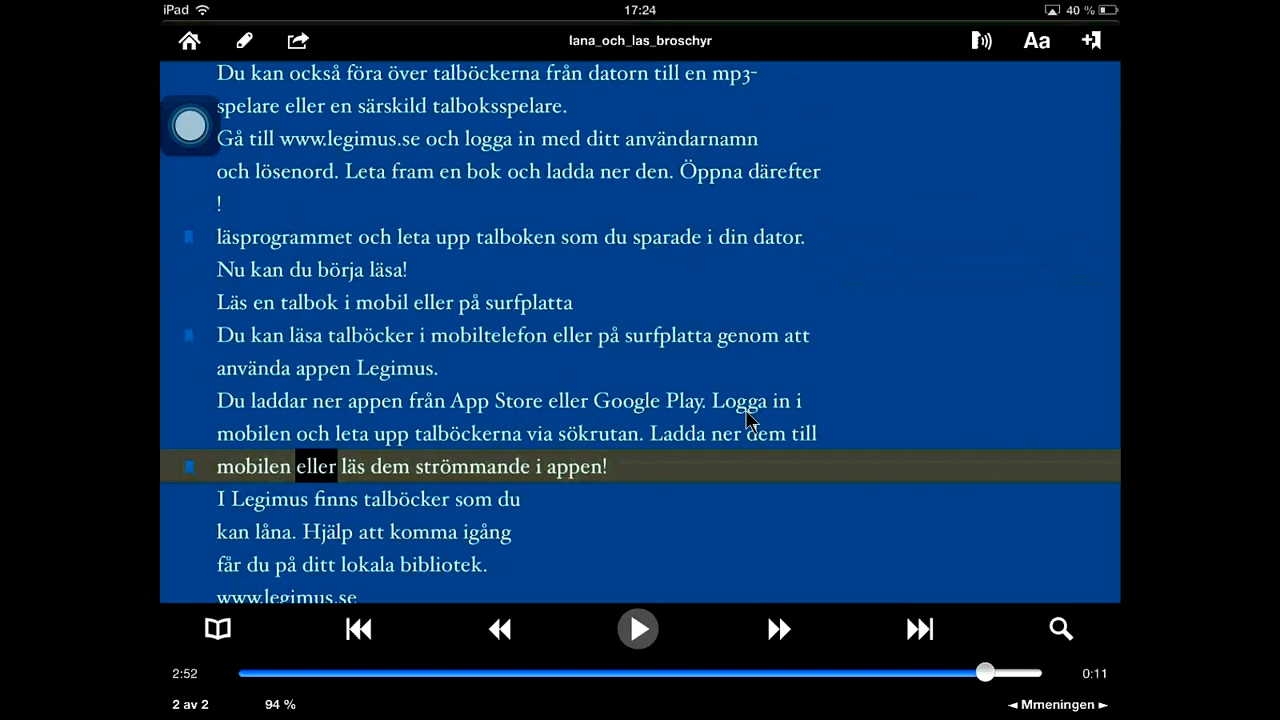 iPad 17:24 40 %
lana_och_las_broschyr Aa
Du kan också föra över talböckerna från datorn till en mp3-
spelare eller en särskild talboksspelare.
Gå till www.legimus.se och logga in med ditt användarnamn
och lösenord. Leta fram en bok och ladda ner den. Öppna därefter
!
läsprogrammet och leta upp talboken som du sparade i din dator.
Nu kan du börja läsa!
Läs en talbok i mobil eller på surfplatta
Du kan läsa talböcker i mobiltelefon eller på surfplatta genom att
använda appen Legimus.
Du laddar ner appen från App Store eller Google Play. Logga in i
mobilen och leta upp talböckerna via sökrutan. Ladda ner dem till
mobilen eller läs dem strömmande i appen!
I Legimus finns talböcker som du
kan låna. Hjälp att komma igång
får du på ditt lokala bibliotek.
www.legimus.se
2:52 0:11
2 av 2 94 % ◄ Mmeningen ►